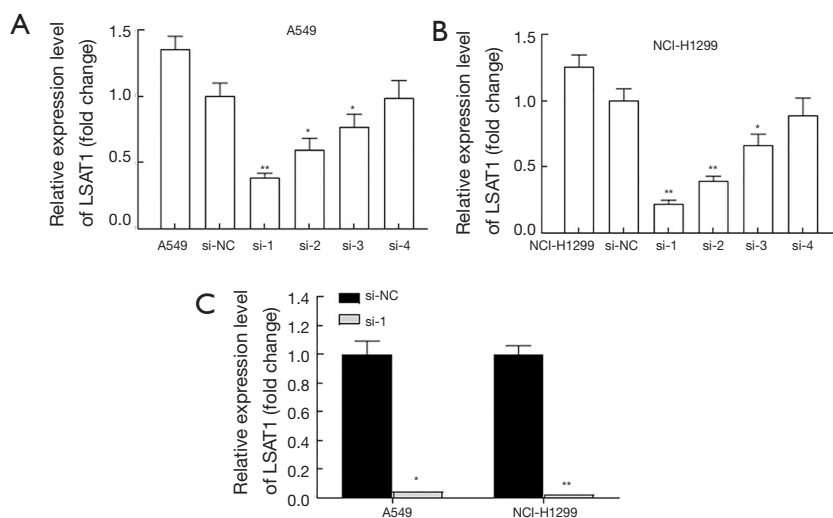 A
A549
Relative expression level
of LSAT1 (fold change)
1.5
1.0
0.5
0.0
**
*
*
A549 si-NC si-1 si-2 si-3 si-4
B
NCI-H1299
Relative expression level
of LSAT1 (fold change)
1.5
1.0
0.5
0.0
**
**
*
NCI-H1299 si-NC si-1 si-2 si-3 si-4
C
si-NC
si-1
Relative expression level
of LSAT1 (fold change)
1.4
1.2
1.0
0.8
0.6
0.4
0.2
0.0
*
**
A549 NCI-H1299